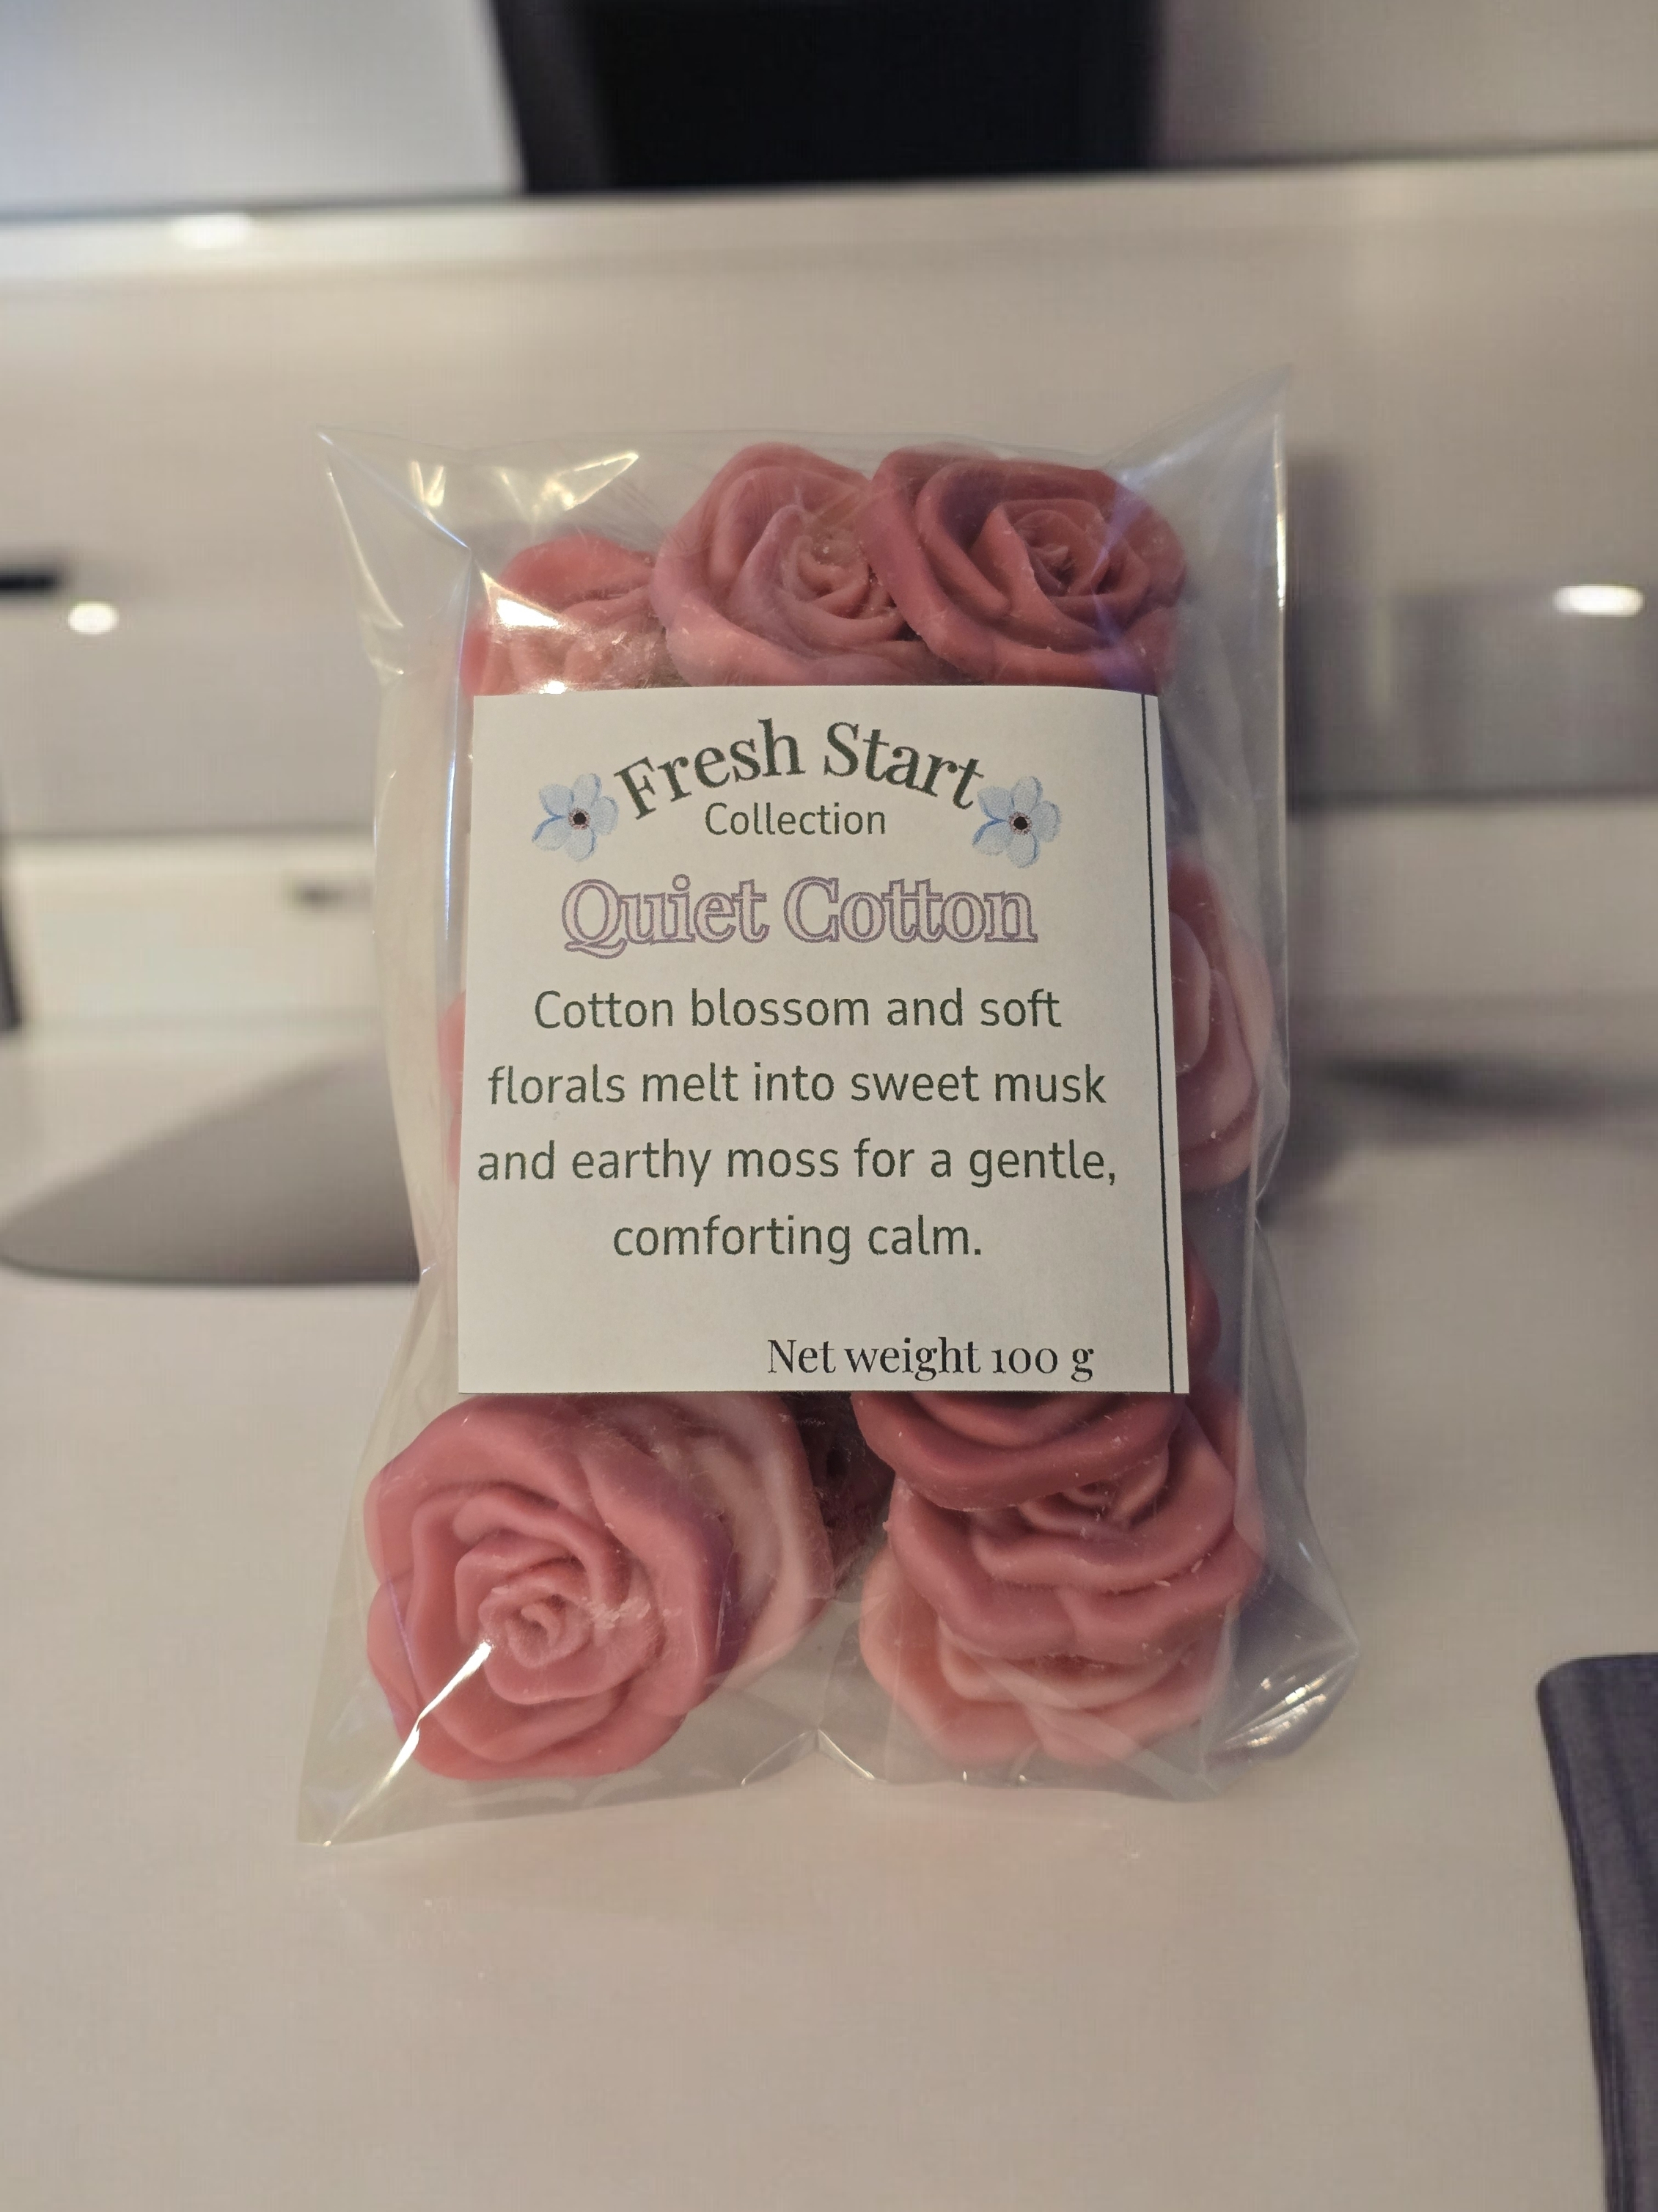 Fresh Start
Collection
Quiet Cotton
Cotton blossom and soft
florals melt into sweet musk
and earthy moss for a gentle,
comforting calm.
Net weight 100 g